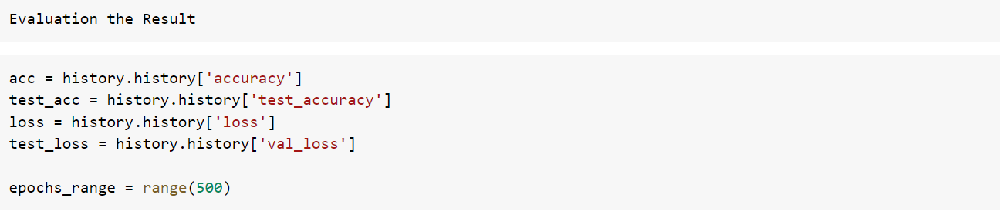 Evaluation the Result
acc = history.history['accuracy']
test_acc = history.history['test_accuracy']
loss = history.history['loss']
test_loss = history.history['val_loss']
epochs_range = range(500)